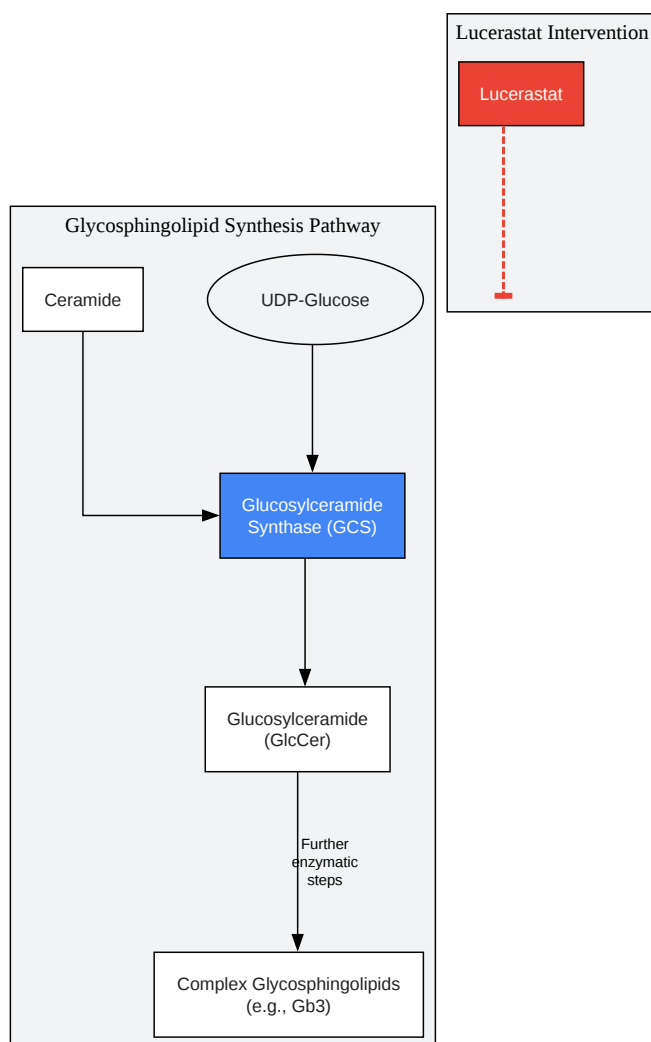 Lucerastat Intervention
Lucerastat
Glycosphingolipid Synthesis Pathway
Ceramide
UDP-Glucose
Glucosylceramide
Synthase (GCS)
Glucosylceramide
(GlcCer)
Further
enzymatic
steps
Complex Glycosphingolipids
(e.g., Gb3)